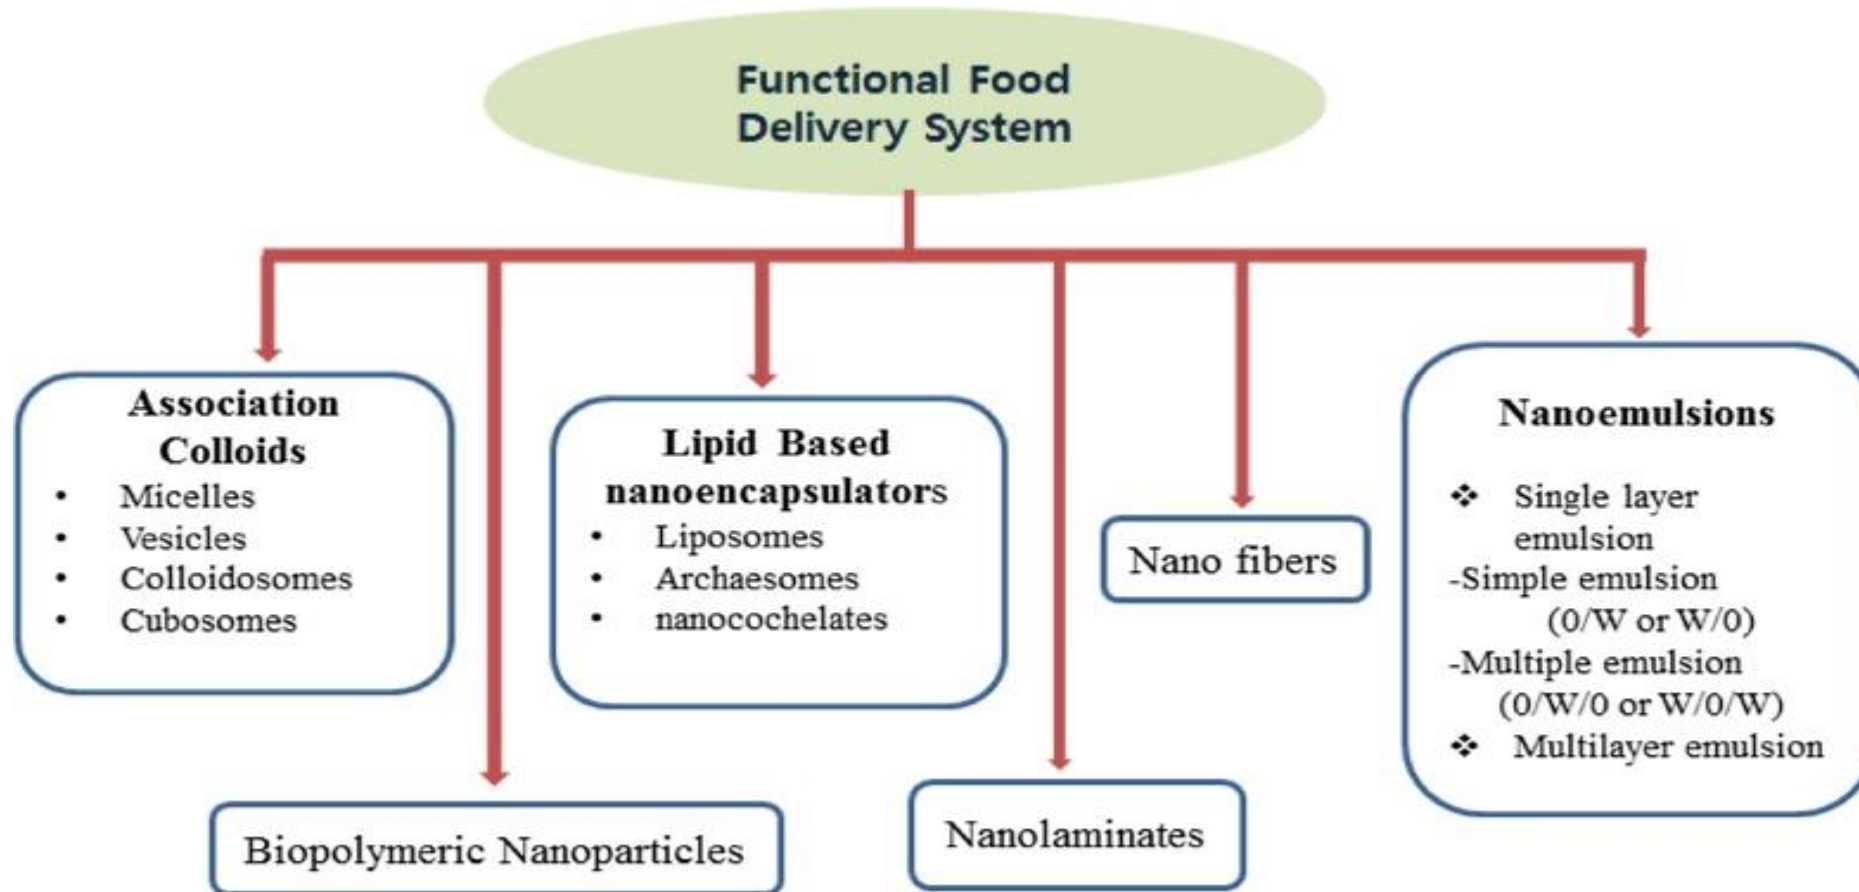 Functional Food
Delivery System
Association
Colloids
• Micelles
• Vesicles
• Colloidosomes
• Cubosomes
Biopolymeric Nanoparticles
Lipid Based
nanoencapsulators
• Liposomes
• Archaesomes
• nanocochelates
Nanolaminates
Nano fibers
Nanoemulsions
❖ Single layer
emulsion
-Simple emulsion
(0/W or W/0)
-Multiple emulsion
(0/W/0 or W/0/W)
❖ Multilayer emulsion